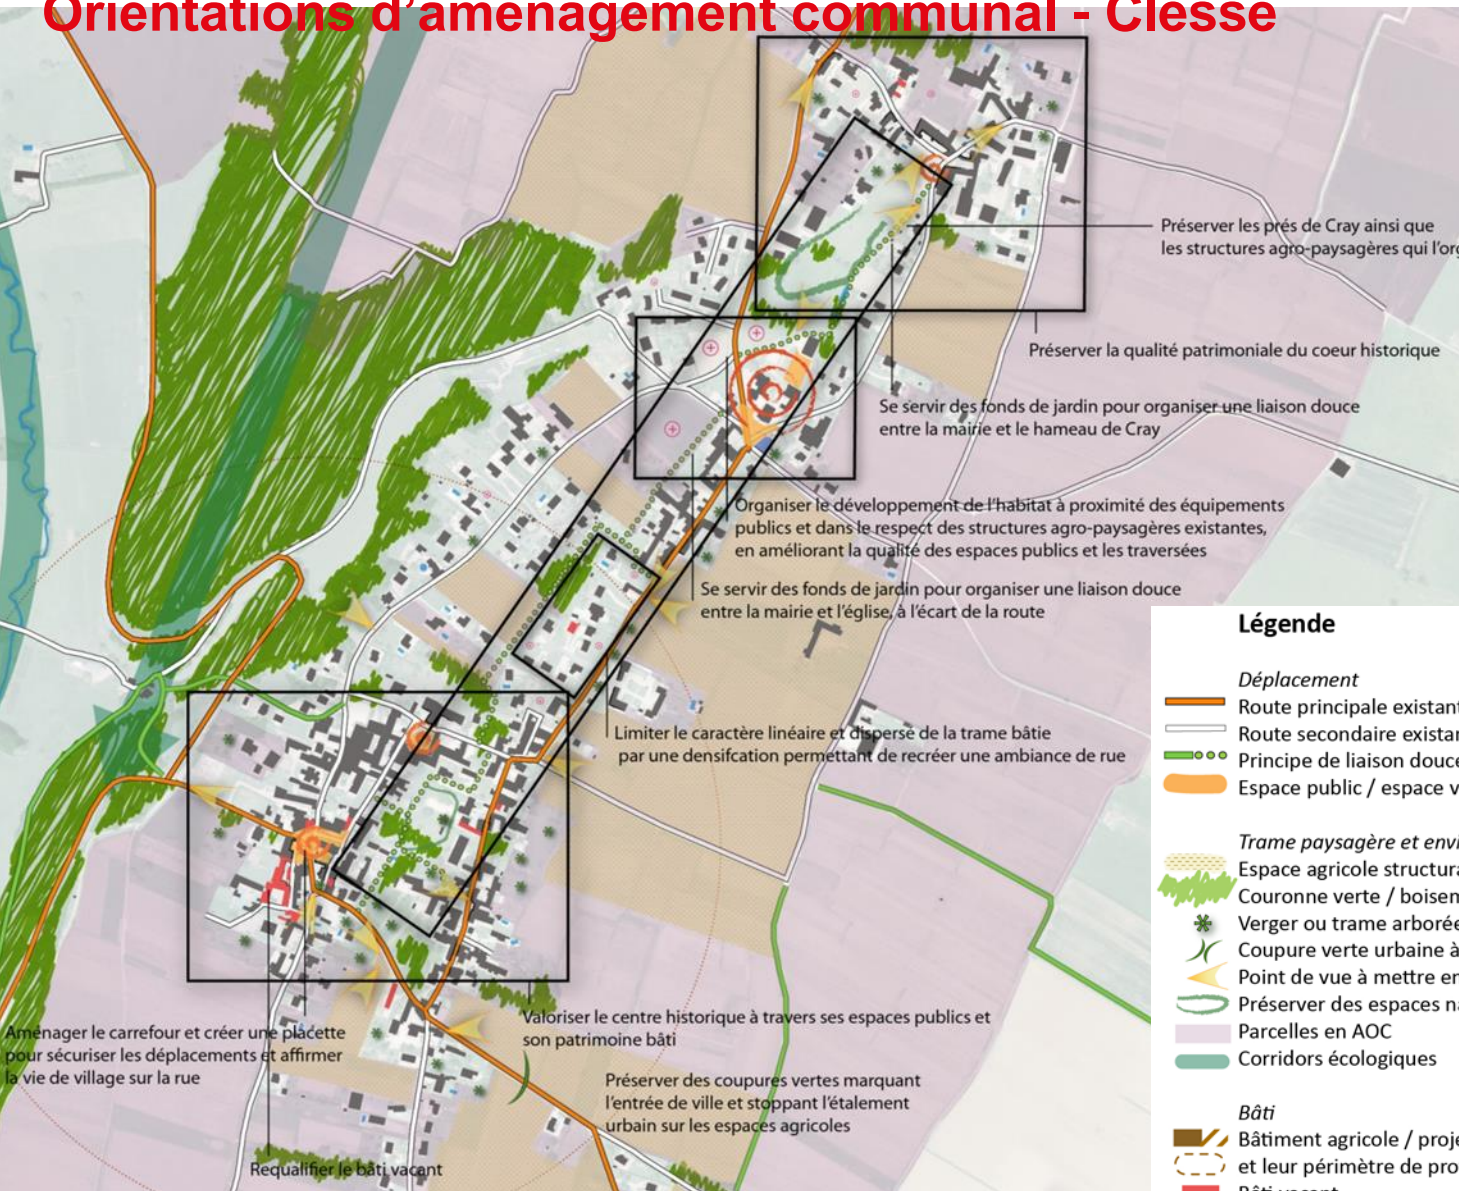 Orientations d'aménagement communal - Clessé
Préserver les prés de Cray ainsi que
les structures agro-paysagères qui l'org
Préserver la qualité patrimoniale du coeur historique
Se servir des fonds de jardin pour organiser une liaison douce
entre la mairie et le hameau de Cray
Organiser le développement de l'habitat à proximité des équipements
publics et dans le respect des structures agro-paysagères existantes,
en améliorant la qualité des espaces publics et les traversées
Se servir des fonds de jardin pour organiser une liaison douce
entre la mairie et l'église, à l'écart de la route
Limiter le caractère linéaire et dispersé de la trame bâtie
par une densifcation permettant de recréer une ambiance de rue
Valoriser le centre historique à travers ses espaces publics et
son patrimoine bâti
Aménager le carrefour et créer une placette
pour sécuriser les déplacements et affirmer
la vie de village sur la rue
Préserver des coupures vertes marquant
l'entrée de ville et stoppant l'étalement
urbain sur les espaces agricoles
Requalifier le bâti vacant
Légende
Déplacement
Route principale existant
Route secondaire existar
Principe de liaison douce
Espace public / espace v
Trame paysagère et envi
Espace agricole structura
Couronne verte / boisem
Verger ou trame arborée
Coupure verte urbaine à
Point de vue à mettre en
Préserver des espaces na
Parcelles en AOC
Corridors écologiques
Bâti
Bâtiment agricole / proje
et leur périmètre de pro
Bâti vacant